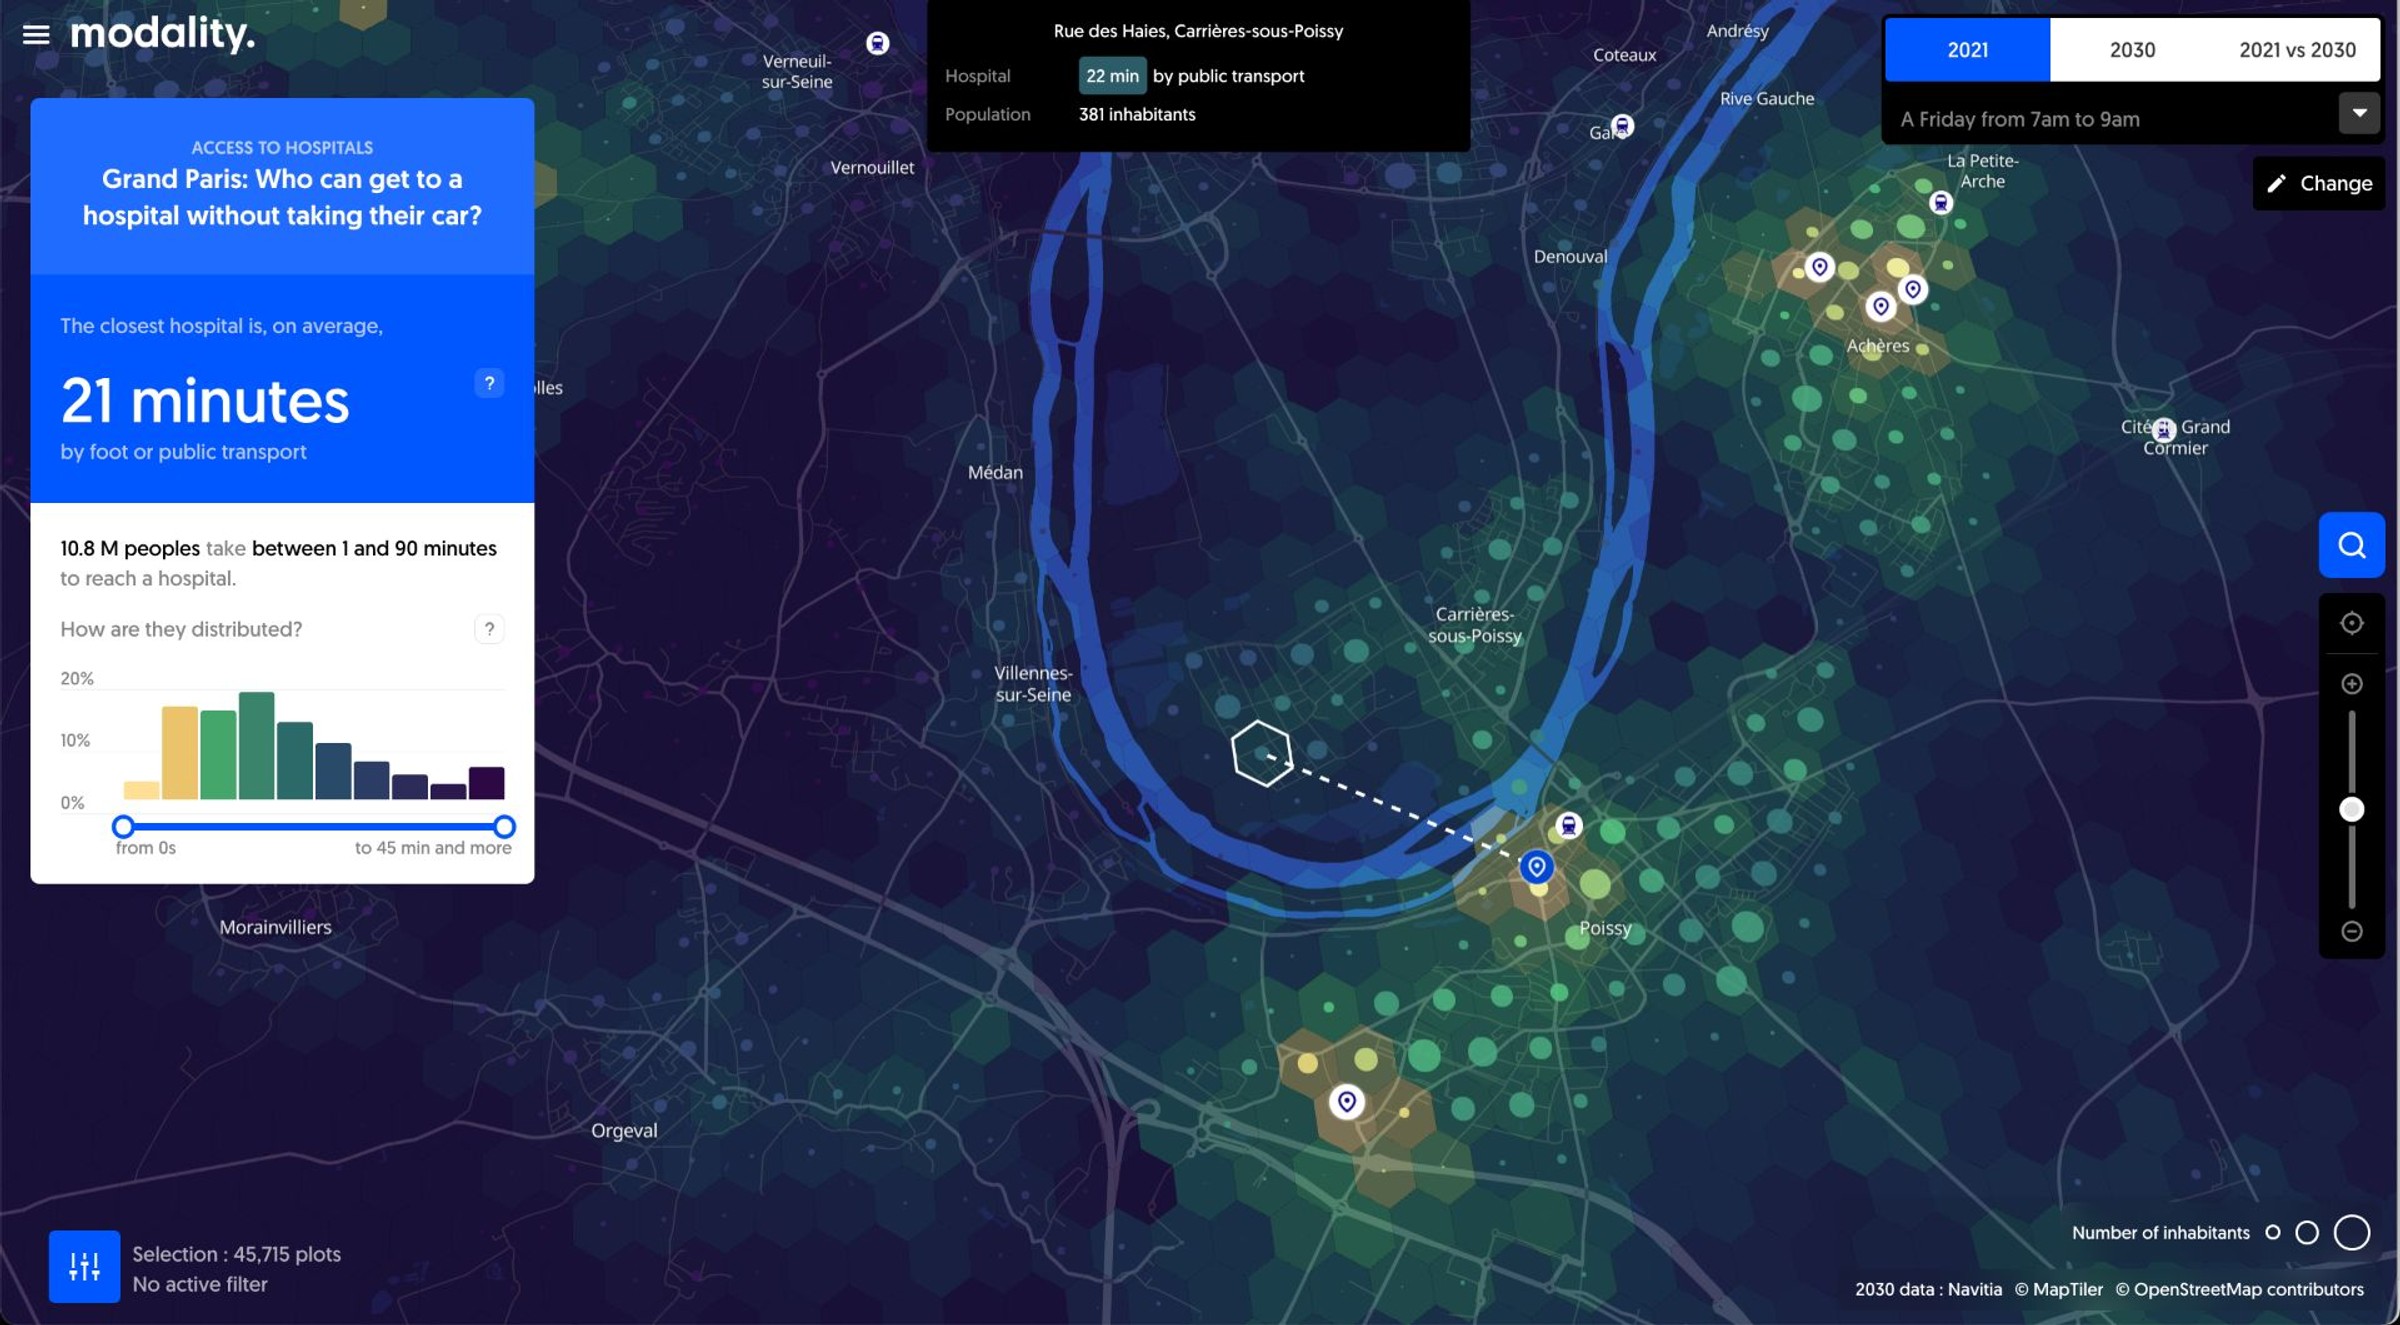 modality.
ACCESS TO HOSPITALS
Grand Paris: Who can get to a
hospital without taking their car?
The closest hospital is, on average,
21 minutes
?
by foot or public transport
10.8 M peoples take between 1 and 90 minutes
to reach a hospital.
How are they distributed?
?
20%
10%
0%
from 0s
to 45 min and more
Selection : 45,715 plots
No active filter
Rue des Haies, Carrières-sous-Poissy
Hospital
22 min by public transport
Population
381 inhabitants
2021
2030
2021 vs 2030
A Friday from 7am to 9am
Change
Verneuil-
sur-Seine
Vernouillet
Coteaux
Andrésy
Rive Gauche
La Petite-
Arche
Denouval
Achères
Médan
Grand
Cormier
Carrières-
sous-Poissy
Villennes-
sur-Seine
Poissy
Morainvilliers
Orgeval
Number of inhabitants
2030 data : Navitia © MapTiler © OpenStreetMap contributors